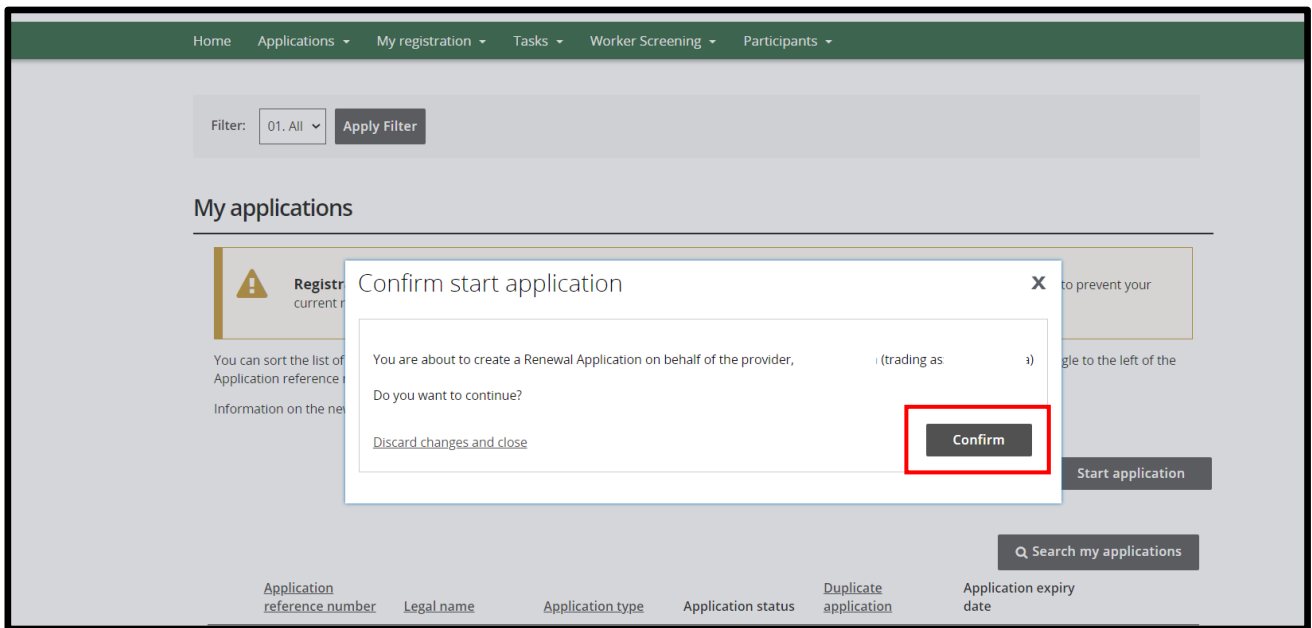 Home Applications My registration Tasks Worker Screening Participants
Filter: 01. All Apply Filter
My applications
Registr
current r
to prevent your
Confirm start application X
You are about to create a Renewal Application on behalf of the provider, (trading as a)
Do you want to continue?
Discard changes and close
Confirm
You can sort the list of
gle to the left of the
Application reference
Information on the ne
Start application
Search my applications
Application reference number
Legal name
Application type
Application status
Duplicate application
Application expiry date